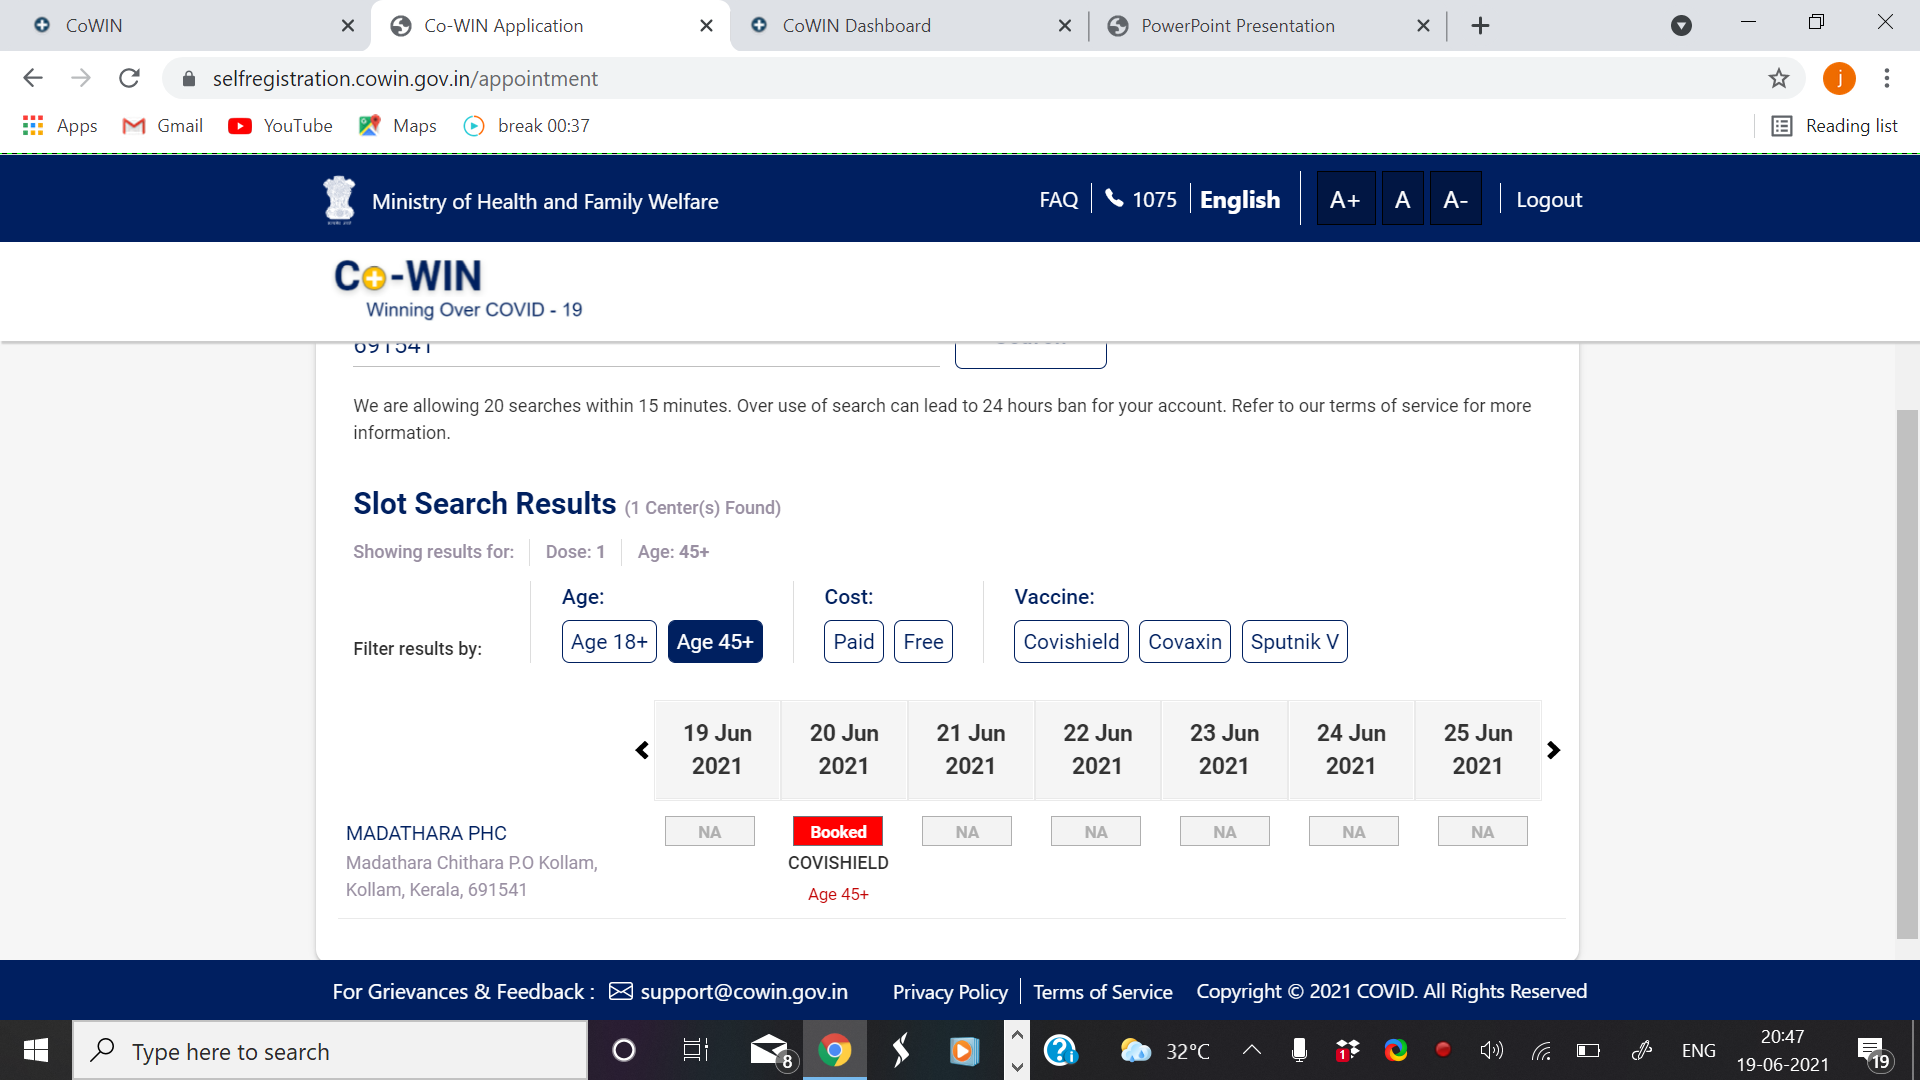 CoWIN
Co-WIN Application
CoWIN Dashboard
PowerPoint Presentation
selfregistration.cowin.gov.in/appointment
j
Apps
Gmail
YouTube
Maps
break 00:37
Reading list
Ministry of Health and Family Welfare
FAQ
1075
English
A+
A
A-
Logout
Co-WIN
Winning Over COVID - 19
691541
We are allowing 20 searches within 15 minutes. Over use of search can lead to 24 hours ban for your account. Refer to our terms of service for more
information.
Slot Search Results (1 Center(s) Found)
Showing results for: Dose: 1 Age: 45+
Age: Cost: Vaccine:
Filter results by: Age 18+ Age 45+ Paid Free Covishield Covaxin Sputnik V
19 Jun 20 Jun 21 Jun 22 Jun 23 Jun 24 Jun 25 Jun
2021 2021 2021 2021 2021 2021 2021
MADATHARA PHC NA Booked NA NA NA NA NA
Madathara Chithara P.O Kollam, COVISHIELD
Kollam, Kerala, 691541 Age 45+
For Grievances & Feedback : support@cowin.gov.in Privacy Policy Terms of Service Copyright © 2021 COVID. All Rights Reserved
Type here to search
8
32°C
1
ENG
20:47
19-06-2021
19